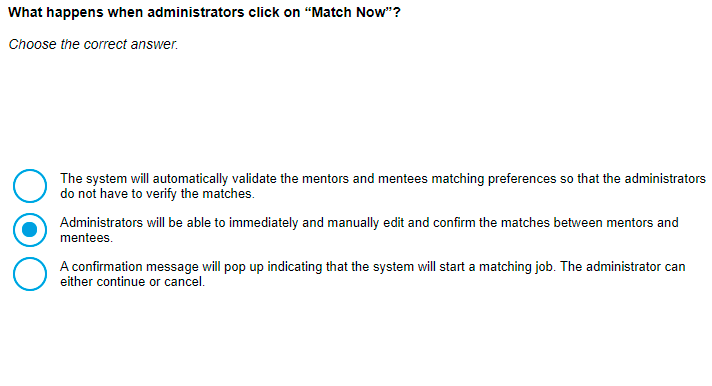 What happens when administrators click on “Match Now”?
Choose the correct answer.
The system will automatically validate the mentors and mentees matching preferences so that the administrators
do not have to verify the matches.
Administrators will be able to immediately and manually edit and confirm the matches between mentors and
mentees.
A confirmation message will pop up indicating that the system will start a matching job. The administrator can
either continue or cancel.